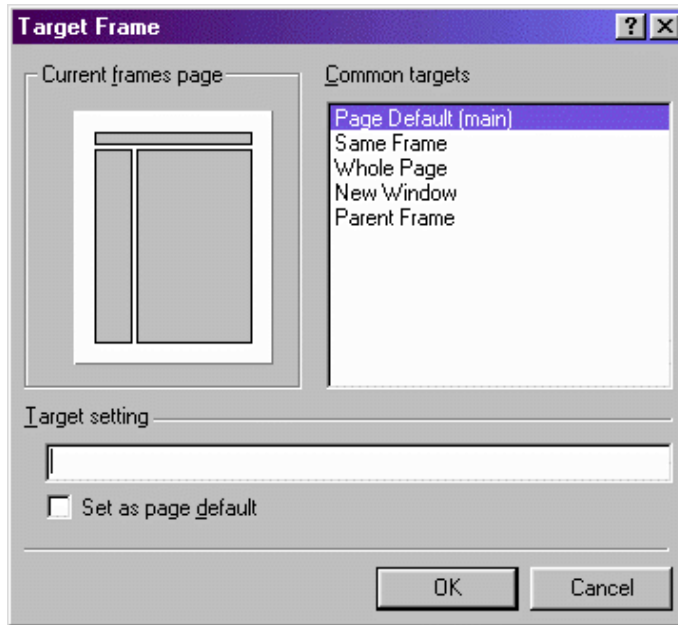 Target Frame
Current frames page
Common targets
Page Default (main)
Same Frame
Whole Page
New Window
Parent Frame
Target setting
Set as page default
OK
Cancel